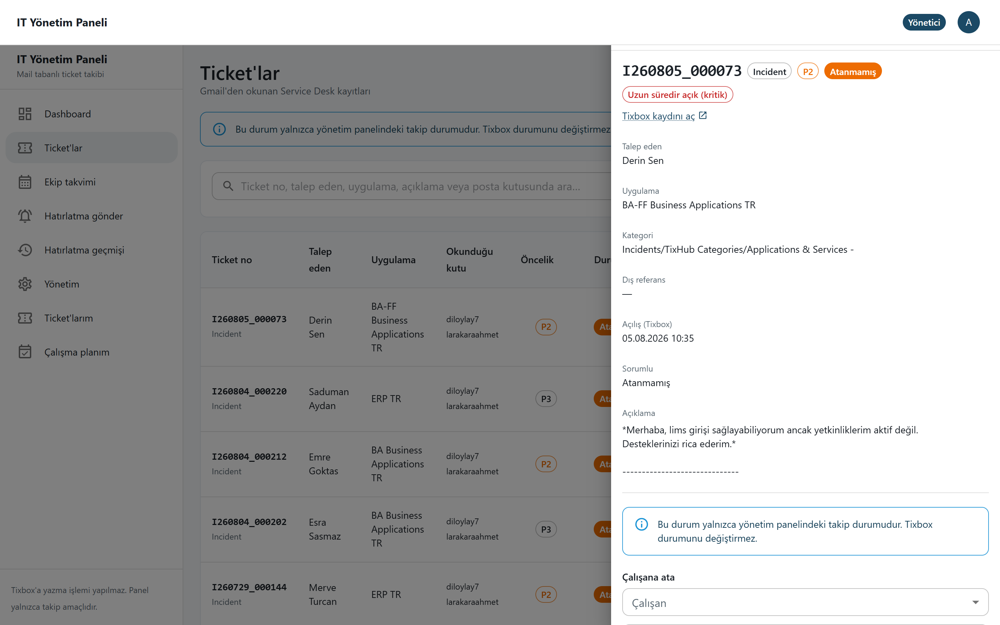 IT Yönetim Paneli
Yönetici
A
IT Yönetim Paneli
Mail tabanlı ticket takibi
Dashboard
Ticket'lar
Ekip takvimi
Hatırlatma gönder
Hatırlatma geçmişi
Yönetim
Ticket'larım
Çalışma planım
Tixbox'a yazma işlemi yapılmaz. Panel
yalnızca takip amaçlıdır.
Ticket'lar
Gmail'den okunan Service Desk kayıtları
Bu durum yalnızca yönetim panelindeki takip durumudur. Tixbox durumunu değiştirmez
Ticket no, talep eden, uygulama, açıklama veya posta kutusunda ara...
Ticket no
Talep
eden
Uygulama
Okunduğu
kutu
Öncelik
Duru
I260805_000073
Incident
Derin
Sen
BA-FF
Business
Applications
TR
diloylay7
larakaraahmet
P2
Ata
I260804_000220
Incident
Saduman
Aydan
ERP TR
diloylay7
larakaraahmet
P3
Ata
I260804_000212
Incident
Emre
Goktas
BA Business
Applications
TR
diloylay7
larakaraahmet
P2
Ata
I260804_000202
Incident
Esra
Sasmaz
BA Business
Applications
TR
diloylay7
larakaraahmet
P3
Ata
I260729_000144
Incident
Merve
Turcan
ERP TR
diloylay7
larakaraahmet
P2
Ata
I260805_000073
Incident
P2
Atanmamış
Uzun süredir açık (kritik)
Tixbox kaydını aç
Talep eden
Derin Sen
Uygulama
BA-FF Business Applications TR
Kategori
Incidents/TixHub Categories/Applications & Services -
Dış referans
—
Açılış (Tixbox)
05.08.2026 10:35
Sorumlu
Atanmamış
Açıklama
*Merhaba, lims girişi sağlayabiliyorum ancak yetkinliklerim aktif değil.
Desteklerinizi rica ederim.*
------------------------------
Bu durum yalnızca yönetim panelindeki takip durumudur. Tixbox
durumunu değiştirmez.
Çalışana ata
Çalışan